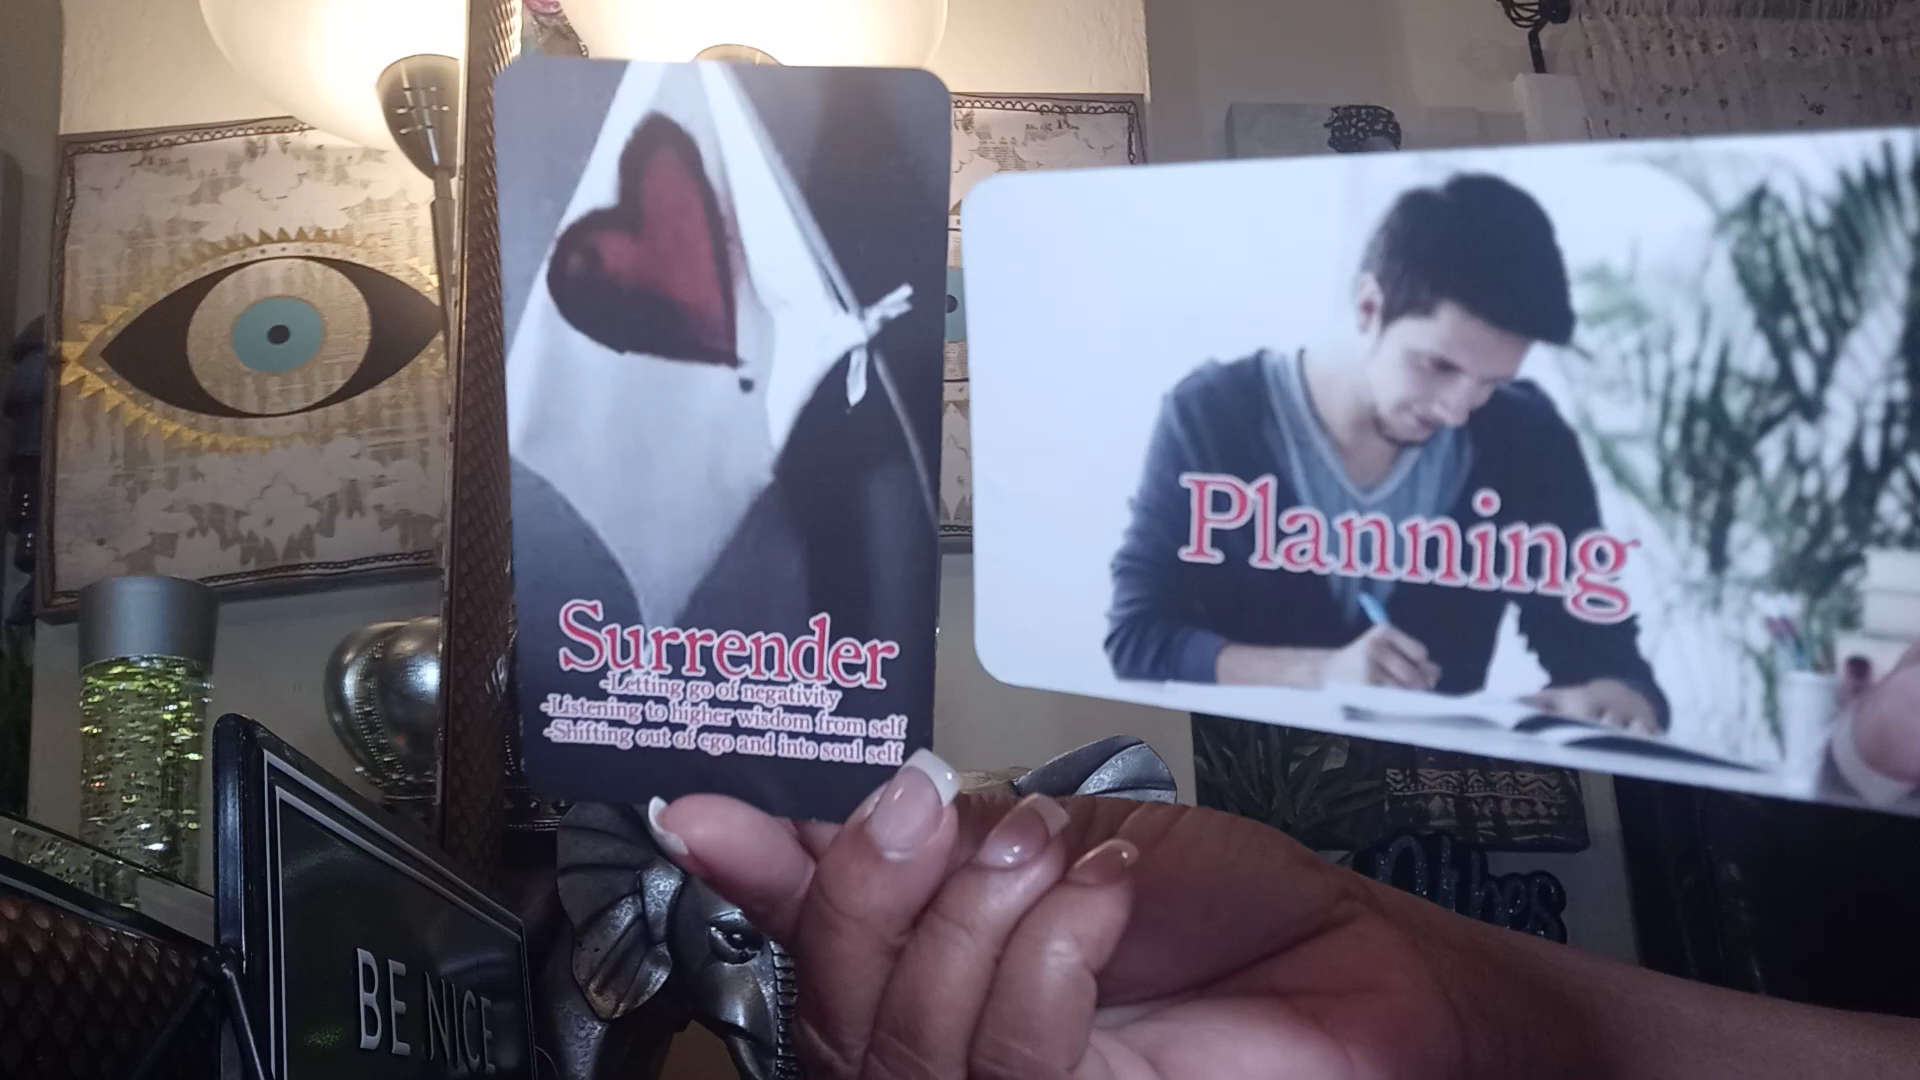 Surrender
-Letting go of negativity
-Listening to higher wisdom from self
-Shifting out of ego and into soul self
Planning
BE NICE